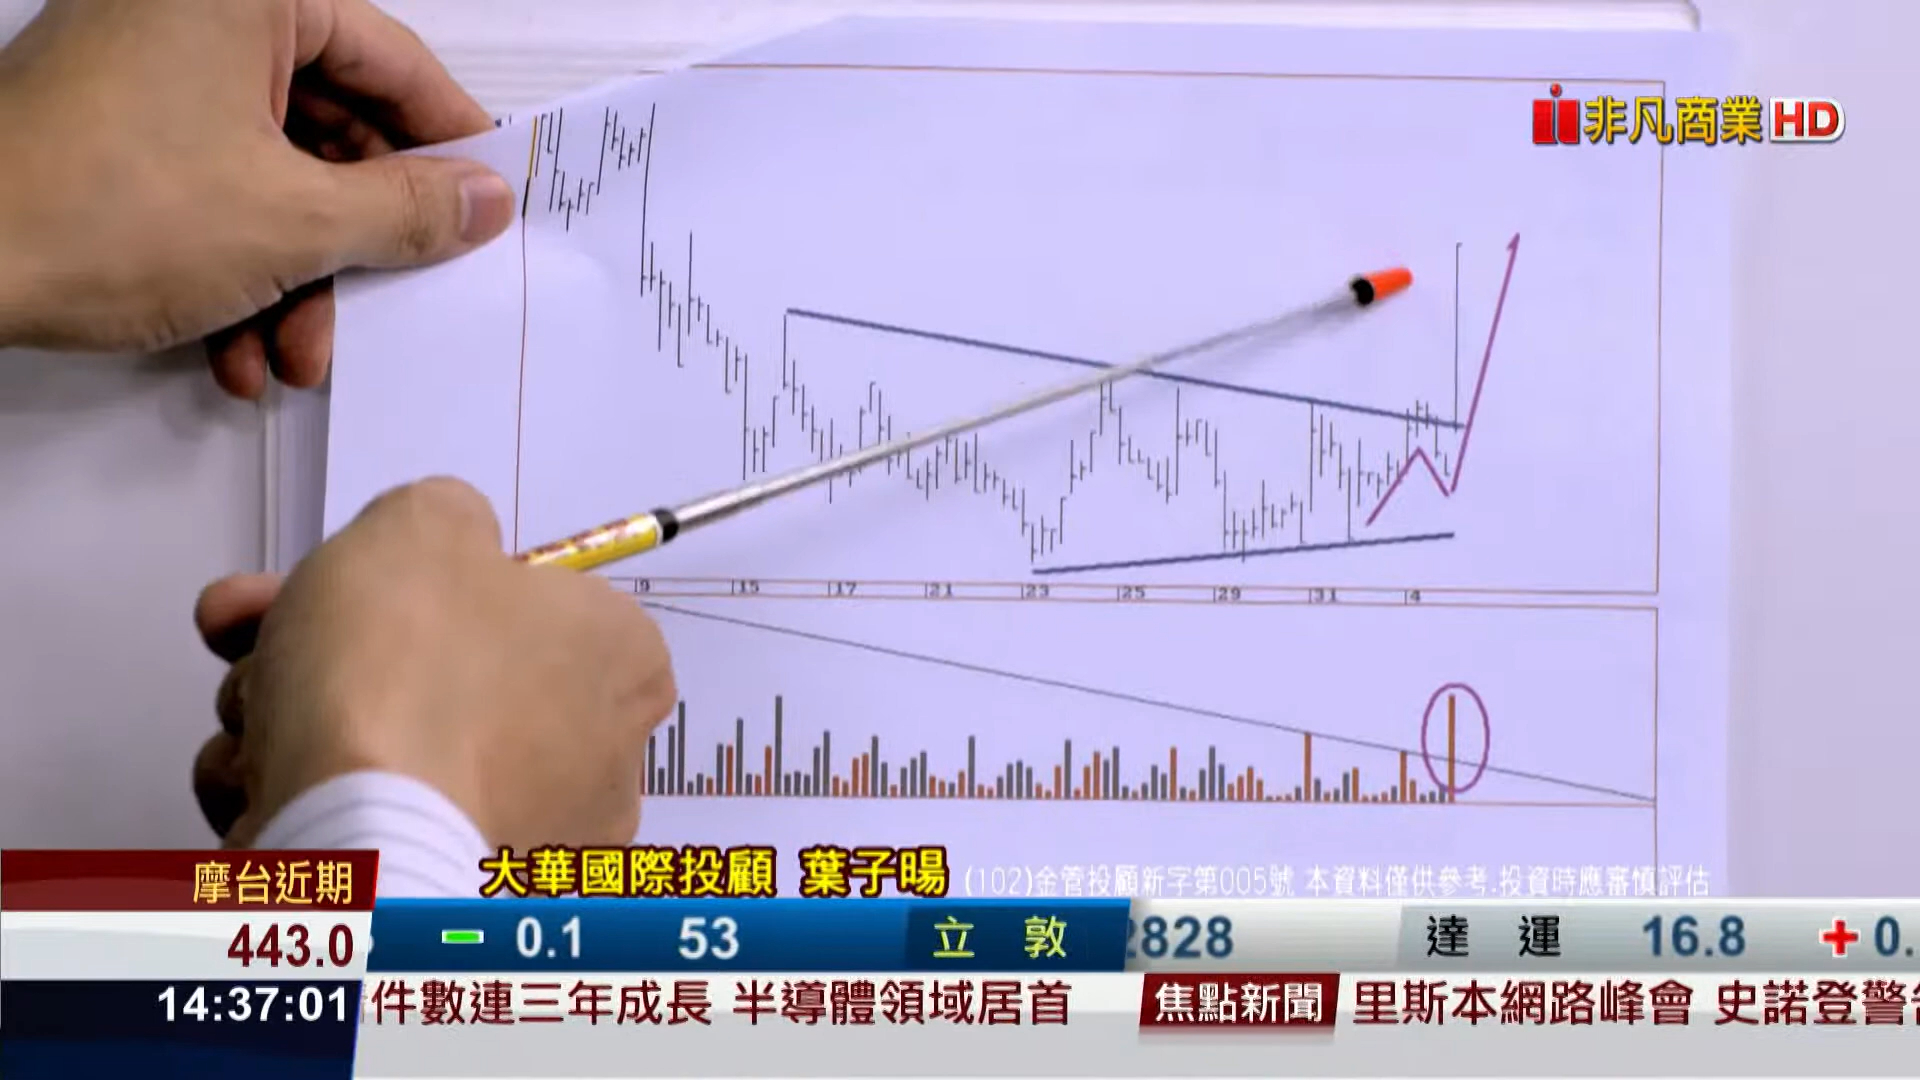 非凡商業HD
9 15 17 21 23 25 29 31 4
大華國際投顧 葉子暘
(102)金管投顧新字第005號 本資料僅供參考.投資時應審慎評估
摩台近期
443.0
0.1 53 立 敦
828 達 運 16.8 0.
14:37:01
件數連三年成長 半導體領域居首
焦點新聞 里斯本網路峰會 史諾登警